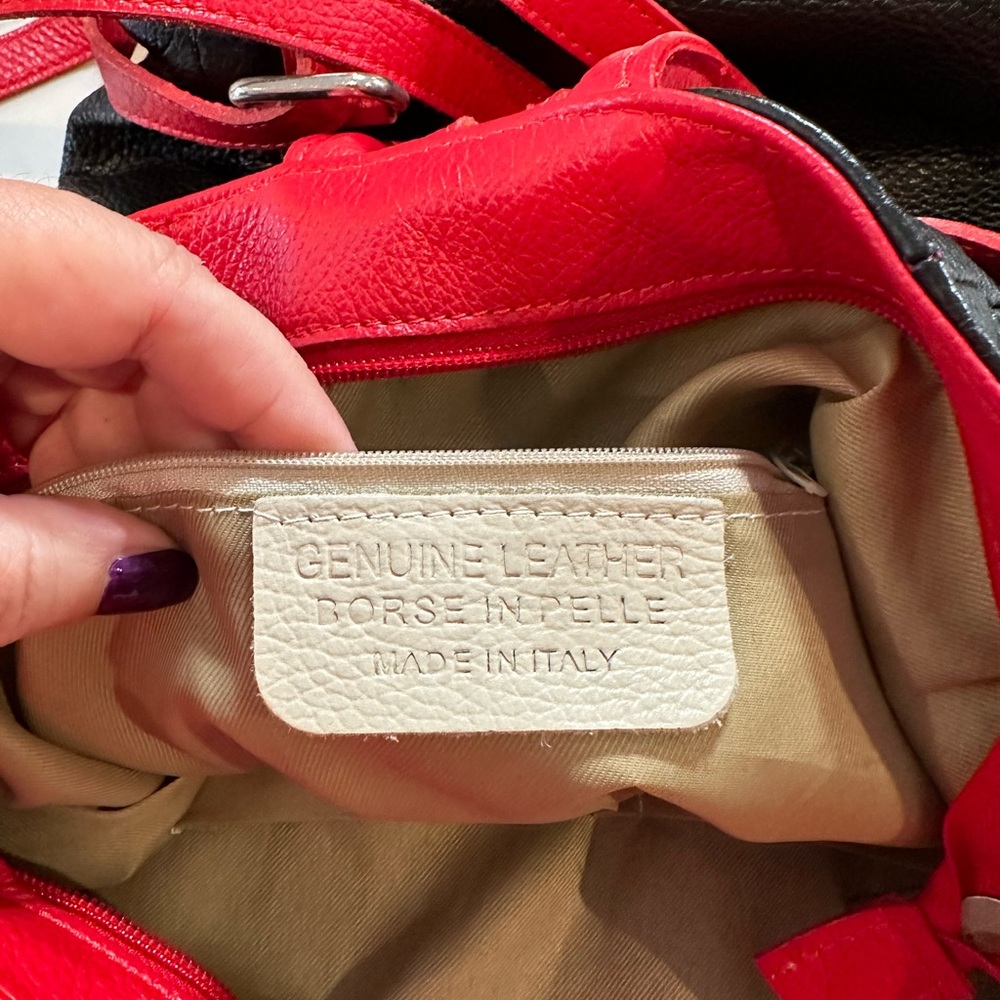 GENUINE LEATHER
BORSE IN PELLE
MADE IN ITALY